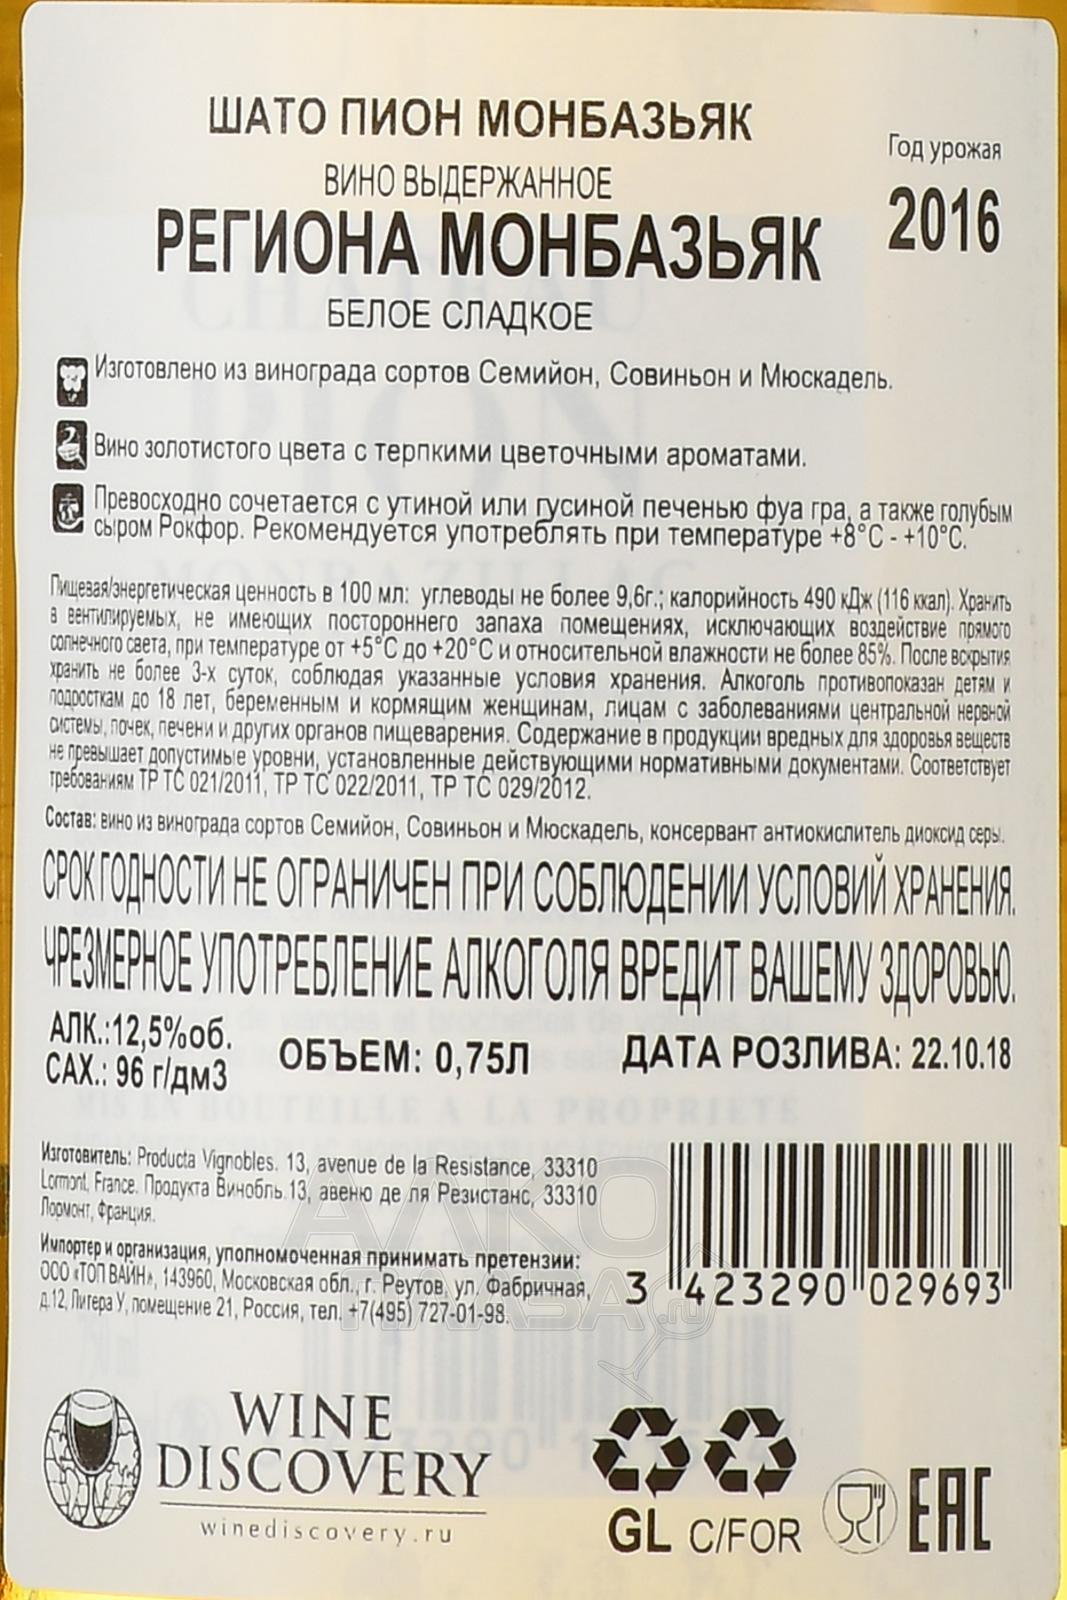 ШАТО ПИОН МОНБАЗЬЯК
Год урожая
2016
ВИНО ВЫДЕРЖАННОЕ
РЕГИОНА МОНБАЗЬЯК
БЕЛОЕ СЛАДКОЕ
Изготовлено из винограда сортов Семийон, Совиньон и Мюскадель.
Вино золотистого цвета с терпкими цветочными ароматами.
Превосходно сочетается с утиной или гусиной печенью фуа гра, а также голубым
сыром Рокфор. Рекомендуется употреблять при температуре +8°С - +10°С.
Пищевая/энергетическая ценность в 100 мл: углеводы не более 9,6г.; калорийность 490 кДж (116 ккал). Хранить
в вентилируемых, не имеющих постороннего запаха помещениях, исключающих воздействие прямого
солнечного света, при температуре от +5°С до +20°С и относительной влажности не более 85%. После вскрытия
хранить не более 3-х суток, соблюдая указанные условия хранения. Алкоголь противопоказан детям и
подросткам до 18 лет, беременным и кормящим женщинам, лицам с заболеваниями центральной нервной
системы, почек, печени и других органов пищеварения. Содержание в продукции вредных для здоровья веществ
не превышает допустимые уровни, установленные действующими нормативными документами. Соответствует
требованиям ТР ТС 021/2011, ТР ТС 022/2011, ТР ТС 029/2012.
Состав: вино из винограда сортов Семийон, Совиньон и Мюскадель, консервант антиокислитель диоксид серы.
СРОК ГОДНОСТИ НЕ ОГРАНИЧЕН ПРИ СОБЛЮДЕНИИ УСЛОВИЙ ХРАНЕНИЯ.
ЧРЕЗМЕРНОЕ УПОТРЕБЛЕНИЕ АЛКОГОЛЯ ВРЕДИТ ВАШЕМУ ЗДОРОВЬЮ.
АЛК.:12,5%об.
САХ.: 96 г/дм3
ОБЪЕМ: 0,75Л
ДАТА РОЗЛИВА: 22.10.18
Изготовитель: Producta Vignobles. 13, avenue de la Resistance, 33310
Lormont, France. Продукта Винобль.13, авеню де ля Резистанс, 33310
Лормонт, Франция.
Импортер и организация, уполномоченная принимать претензии:
ООО «ТОП ВАЙН», 143960, Московская обл., г. Реутов, ул. Фабричная,
д.12, Литера У, помещение 21, Россия, тел. +7(495) 727-01-98.
3 423290 029693
АЛКО
ПЛАЗА.ru
WINE
DISCOVERY
winediscovery.ru
GL C/FOR
EAC
CHATEAU
PION
MONBAZILLAC
MIS EN BOUTEILLE A LA PROPRIETE